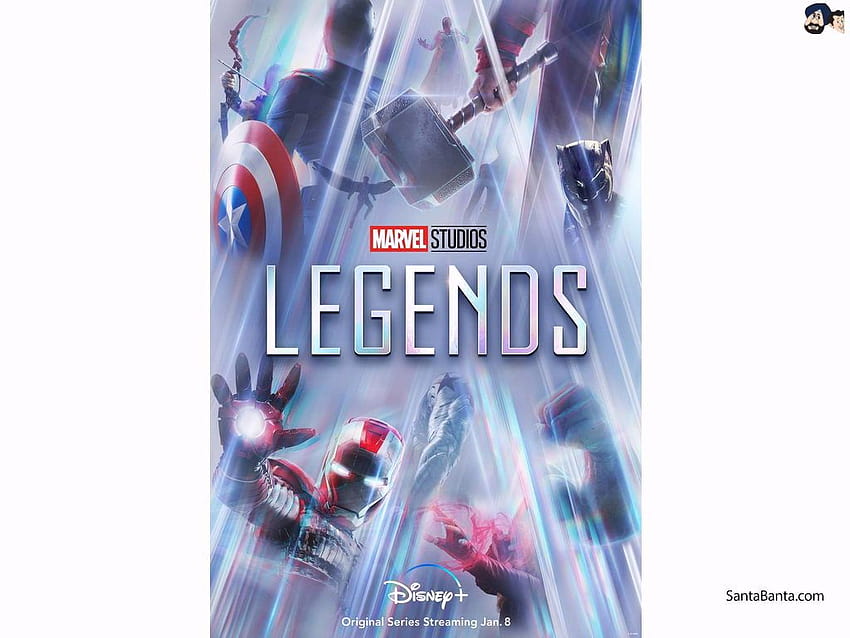 MARVEL STUDIOS
LEGENDS
Disney+
Original Series Streaming Jan. 8
SantaBanta.com